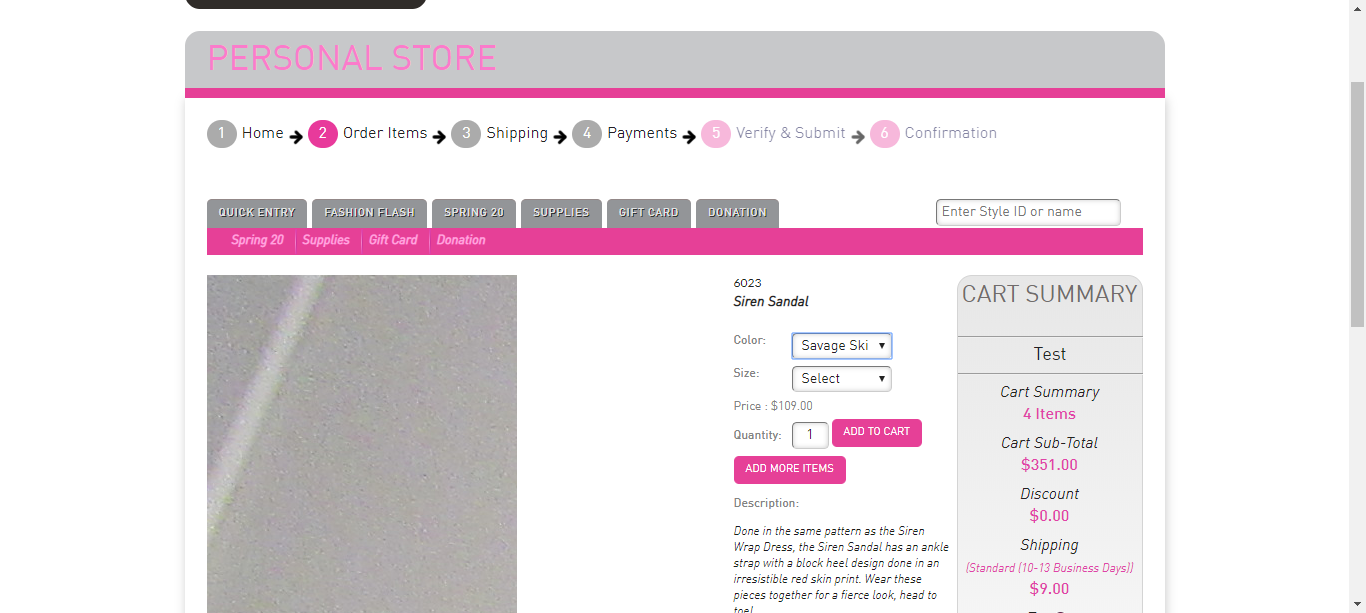 PERSONAL STORE
1 Home 2 Order Items 3 Shipping 4 Payments 5 Verify & Submit 6 Confirmation
QUICK ENTRY FASHION FLASH SPRING 20 SUPPLIES GIFT CARD DONATION
Enter Style ID or name
Spring 20 Supplies Gift Card Donation
6023
Siren Sandal
Color: Savage Ski
Size: Select
Price : $109.00
Quantity: 1 ADD TO CART
ADD MORE ITEMS
Description:
Done in the same pattern as the Siren
Wrap Dress, the Siren Sandal has an ankle
strap with a block heel design done in an
irresistible red skin print. Wear these
pieces together for a fierce look, head to
toe!
CART SUMMARY
Test
Cart Summary
4 Items
Cart Sub-Total
$351.00
Discount
$0.00
Shipping
(Standard (10-13 Business Days))
$9.00